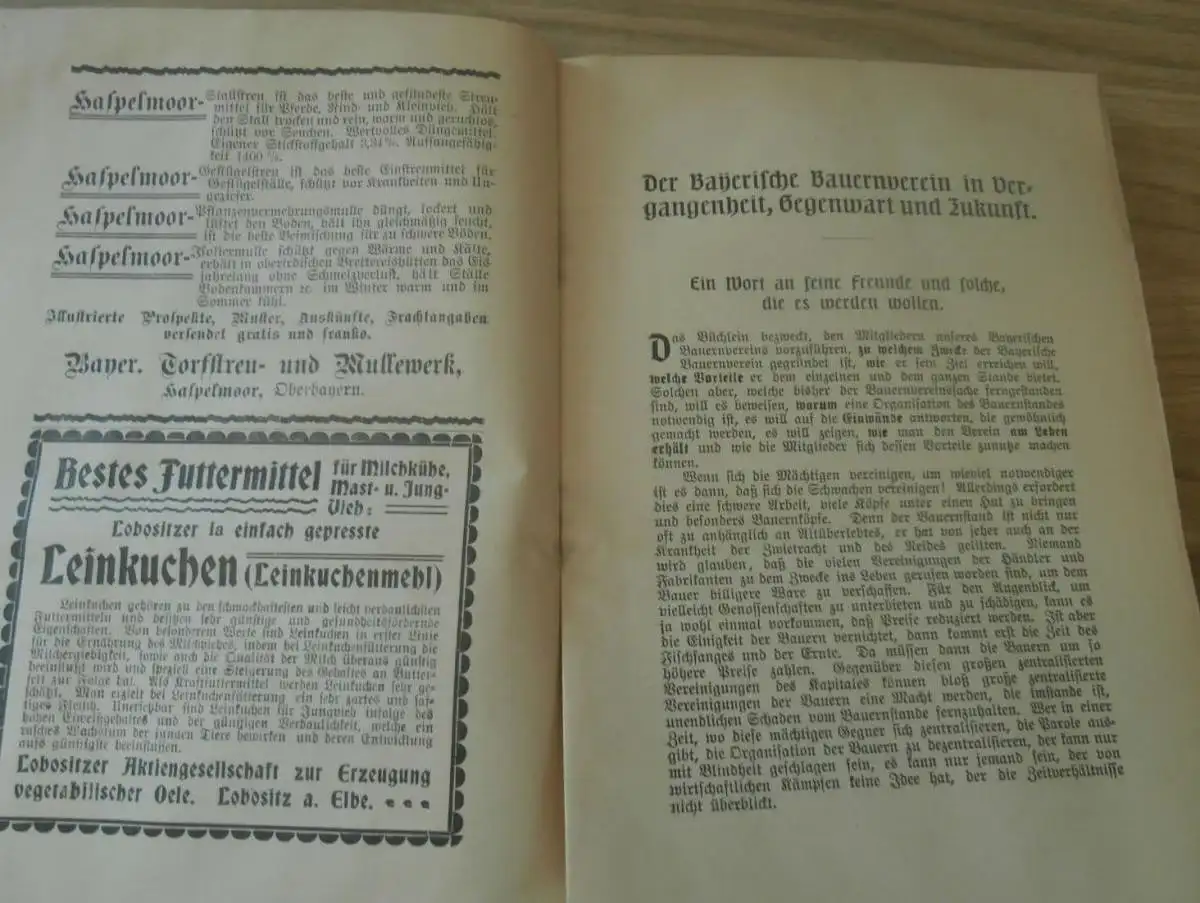 Haspelmoor-Stallstreu ist das beste und gesündeste Streu-
mittel für Pferde, Rind- und Kleinvieh. Hält
den Stall trocken und rein, warm und geruchlos,
schützt vor Seuchen. Wertvolles Düngemittel.
Eigener Stickstoffgehalt 3,34%. Aufsaugefähig-
keit 1400 %.
Haspelmoor-Geflügelstreu ist das beste Einstreumittel für
Geflügelställe, schützt vor Krankheiten und Un-
geziefer.
Haspelmoor-Pflanzenvermehrungsmulle düngt, lockert und
lüftet den Boden, hält ihn gleichmäßig feucht,
ist die beste Beimischung für zu schwere Böden.
Haspelmoor-Isoliermulle schützt gegen Wärme und Kälte,
erhält in oberirdischen Brettereishütten das Eis
jahrelang ohne Schmelzverlust, hält Ställe
Bodenkammern ꝛc. im Winter warm und im
Sommer kühl.
Illustrierte Prospekte, Muster, Auskünfte, Frachtangaben
versendet gratis und franko.
Bayer. Torfstreu- und Mullewerk,
Haspelmoor, Oberbayern.
Bestes Futtermittel für Milchkühe,
Mast- u. Jung-
Vieh:
Lobositzer Ia einfach gepresste
Leinkuchen (Leinkuchenmehl)
Leinkuchen gehören zu den schmackhaftesten und leicht verdaulichsten
Futtermitteln und besitzen sehr günstige und gesundheitsfördernde
Eigenschaften. Von besonderem Werte sind Leinkuchen in erster Linie
für die Ernährung des Milchviehes, indem bei Leinkuchenfütterung die
Milchergiebigkeit, sowie auch die Qualität der Milch überaus günstig
beeinflußt wird und speziell eine Steigerung des Gehaltes an Butter-
fett zur Folge hat. Als Kraftfuttermittel werden Leinkuchen sehr ge-
schätzt. Man erzielt bei Leinkuchenfütterung ein sehr zartes und saf-
tiges Fleisch. Unersetzbar sind Leinkuchen für Jungvieh infolge des
hohen Eiweißgehaltes und der günstigen Verdaulichkeit, welche ein
rasches Wachstum der jungen Tiere bewirken und deren Entwicklung
aufs günstigste beeinflussen.
Lobositzer Aktiengesellschaft zur Erzeugung
vegetabilischer Oele. Lobositz a. Elbe.
Der Bayerische Bauernverein in Ver-
gangenheit, Gegenwart und Zukunft.
Ein Wort an seine Freunde und solche,
die es werden wollen.
Das Büchlein bezweckt, den Mitgliedern unseres Bayerischen
Bauernvereins vorzuführen, zu welchem Zwecke der Bayerische
Bauernverein gegründet ist, wie er sein Ziel erreichen will,
welche Vorteile er dem einzelnen und dem ganzen Stande bietet.
Solchen aber, welche bisher der Bauernvereinssache ferngestanden
sind, will es beweisen, warum eine Organisation des Bauernstandes
notwendig ist, es will auf die Einwände antworten, die gewöhnlich
gemacht werden, es will zeigen, wie man den Verein am Leben
erhält und wie die Mitglieder sich dessen Vorteile zunutze machen
können.
Wenn sich die Mächtigen vereinigen, um wieviel notwendiger
ist es dann, daß sich die Schwachen vereinigen! Allerdings erfordert
dies eine schwere Arbeit, viele Köpfe unter einen Hut zu bringen
und besonders Bauernköpfe. Denn der Bauernstand ist nicht nur
oft zu anhänglich an Altüberlebtes, er hat von jeher auch an der
Krankheit der Zwietracht und des Neides gelitten. Niemand
wird glauben, daß die vielen Vereinigungen der Händler und
Fabrikanten zu dem Zwecke ins Leben gerufen worden sind, um dem
Bauer billigere Ware zu verschaffen. Für den Augenblick, um
vielleicht Genossenschaften zu unterbieten und zu schädigen, kann es
ja wohl einmal vorkommen, daß Preise reduziert werden. Ist aber
die Einigkeit der Bauern vernichtet, dann kommt erst die Zeit des
Fischfanges und der Ernte. Da müssen dann die Bauern um so
höhere Preise zahlen. Gegenüber diesen großen zentralisierten
Vereinigungen des Kapitales können bloß große zentralisierte
Vereinigungen der Bauern eine Macht werden, die imstande ist,
unendlichen Schaden vom Bauernstande fernzuhalten. Wer in einer
Zeit, wo diese mächtigen Gegner sich zentralisieren, die Parole aus-
gibt, die Organisation der Bauern zu dezentralisieren, der kann nur
mit Blindheit geschlagen sein, es kann nur jemand sein, der von
wirtschaftlichen Kämpfen keine Idee hat, der die Zeitverhältnisse
nicht überblickt.